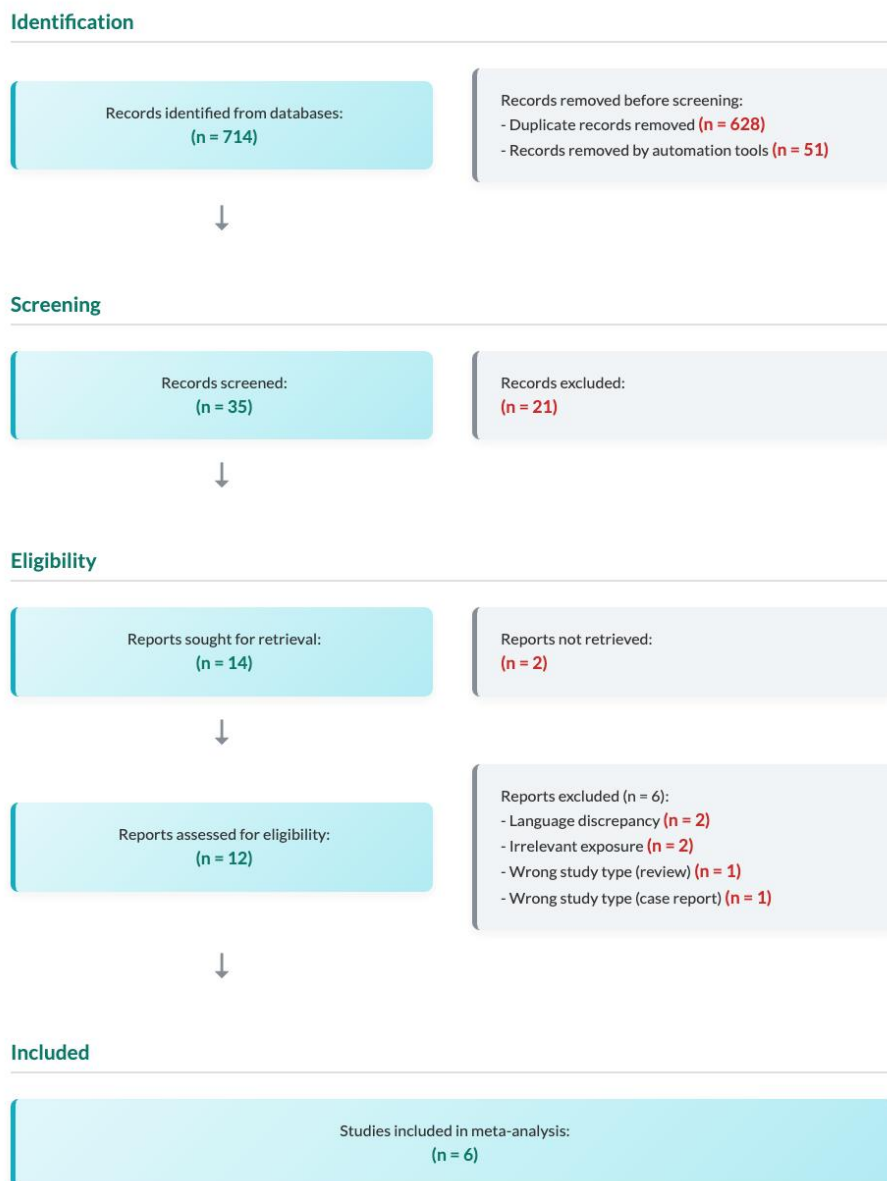 Identification
Records identified from databases:
(n = 714)
Records removed before screening:
- Duplicate records removed (n = 628)
- Records removed by automation tools (n = 51)
↓
Screening
Records screened:
(n = 35)
Records excluded:
(n = 21)
↓
Eligibility
Reports sought for retrieval:
(n = 14)
Reports not retrieved:
(n = 2)
↓
Reports assessed for eligibility:
(n = 12)
Reports excluded (n = 6):
- Language discrepancy (n = 2)
- Irrelevant exposure (n = 2)
- Wrong study type (review) (n = 1)
- Wrong study type (case report) (n = 1)
↓
Included
Studies included in meta-analysis:
(n = 6)